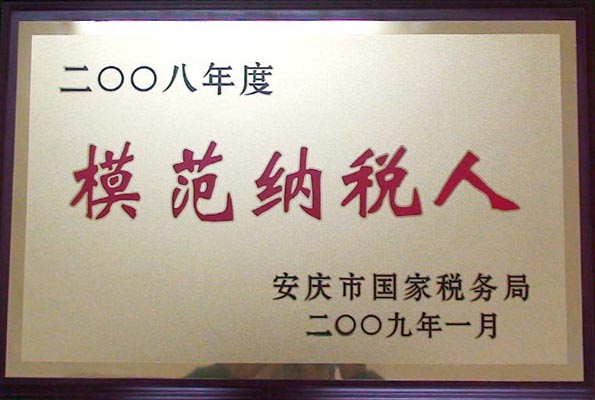 二〇〇八年度
模范纳税人
安庆市国家税务局
二〇〇九年一月